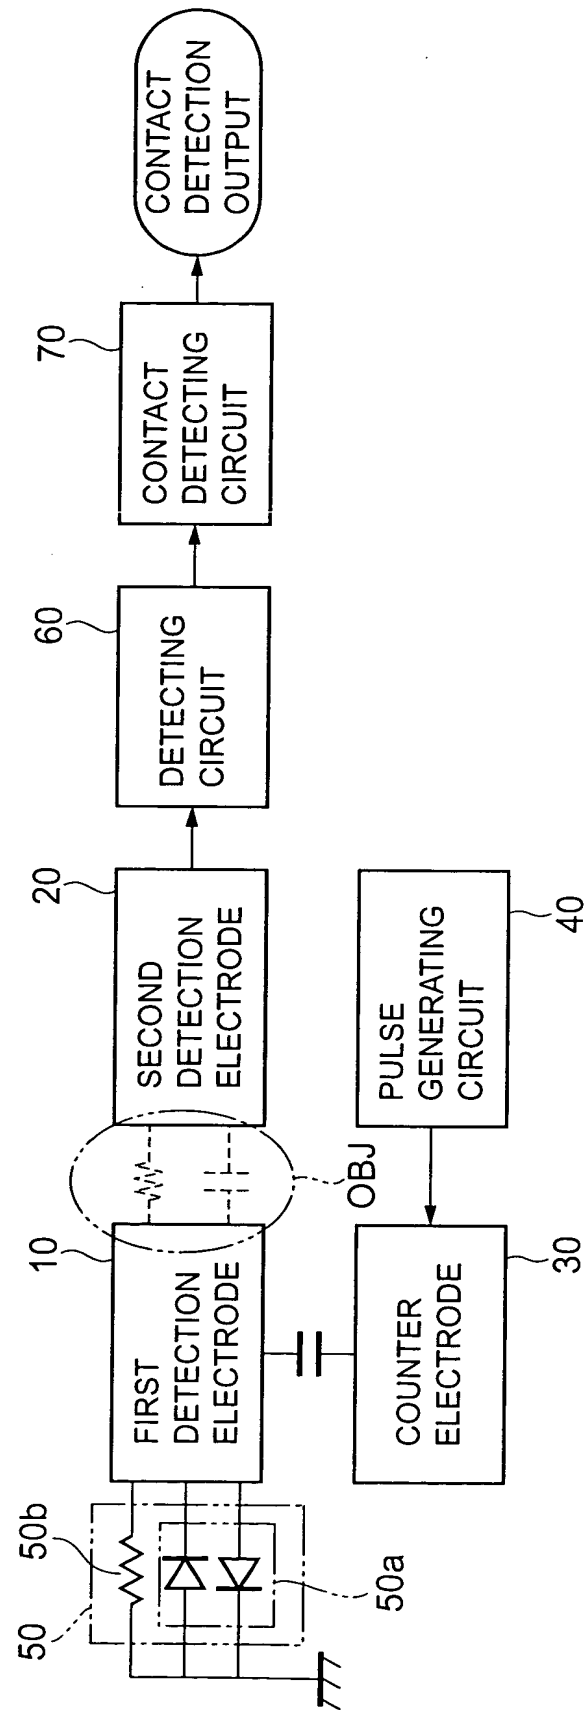 50
50b
50a
10
FIRST
DETECTION
ELECTRODE
OBJ
20
SECOND
DETECTION
ELECTRODE
60
DETECTING
CIRCUIT
70
CONTACT
DETECTING
CIRCUIT
CONTACT
DETECTION
OUTPUT
COUNTER
ELECTRODE
30
PULSE
GENERATING
CIRCUIT
40